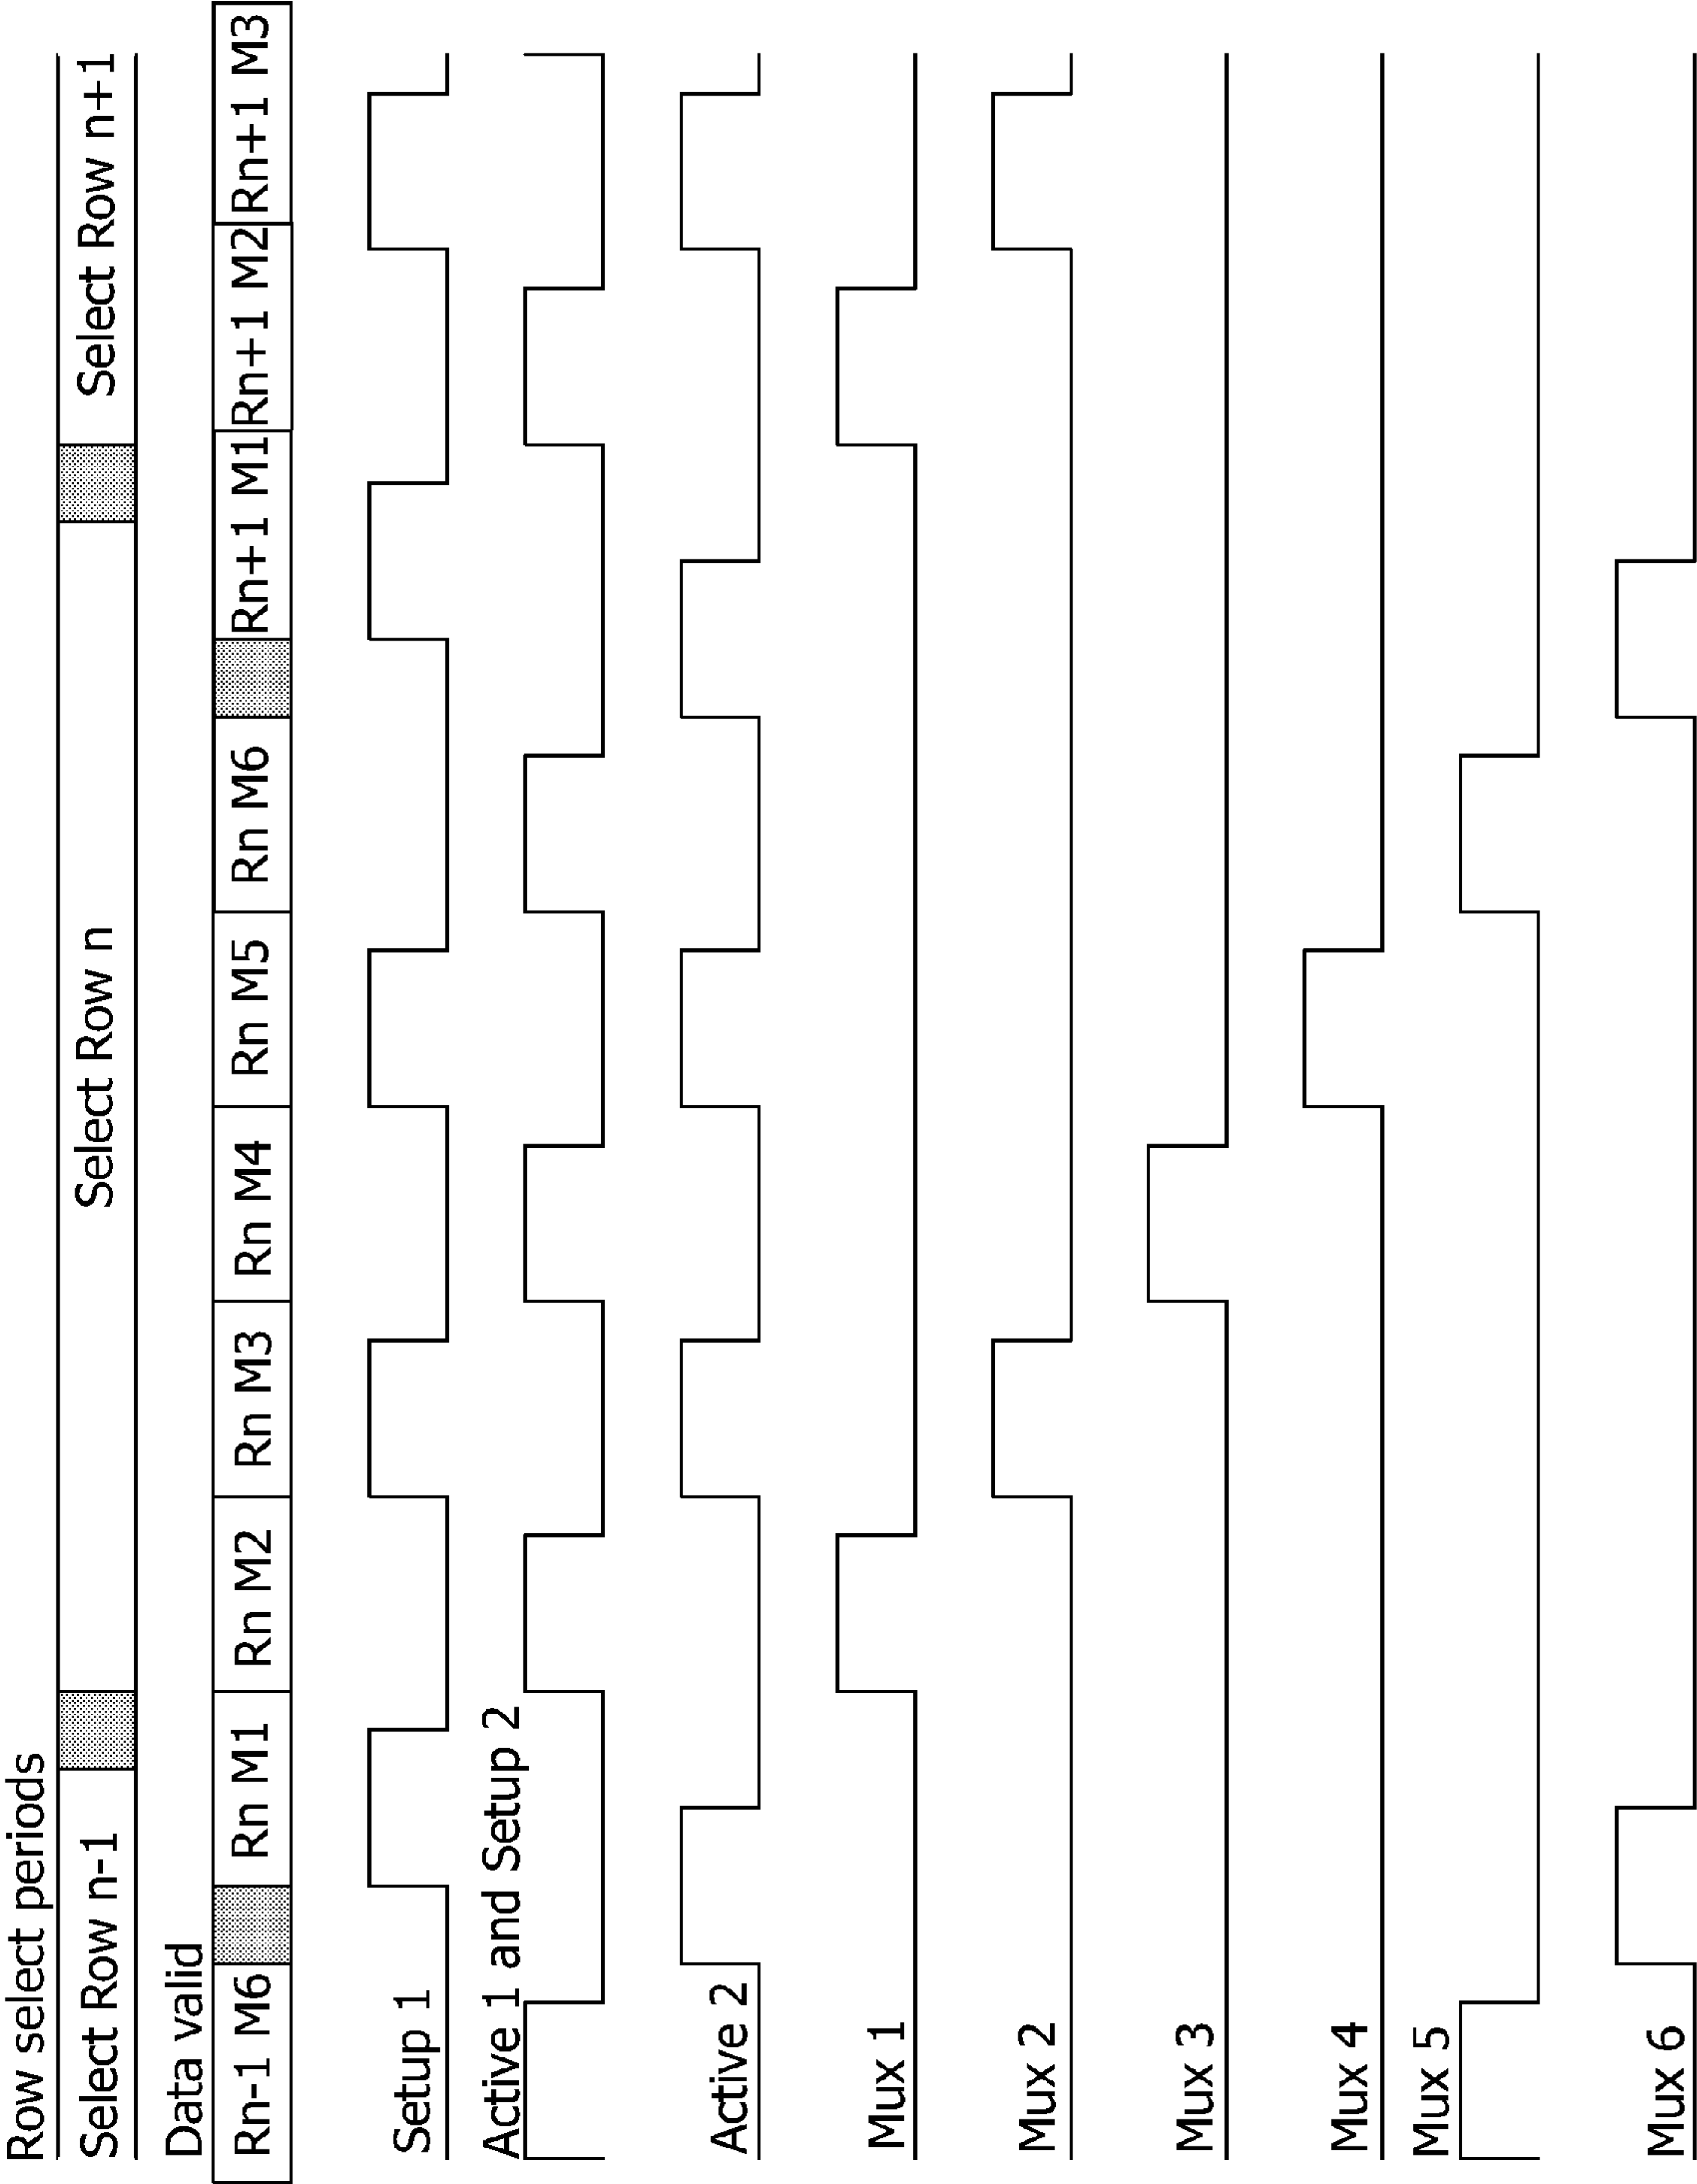 Row select periods
Select Row n-1 Select Row n Select Row n+1
Data valid
Rn-1 M6 Rn M1 Rn M2 Rn M3 Rn M4 Rn M5 Rn M6 Rn+1 M1 Rn+1 M2 Rn+1 M3
Setup 1
Active 1 and Setup 2
Active 2
Mux 1
Mux 2
Mux 3
Mux 4
Mux 5
Mux 6